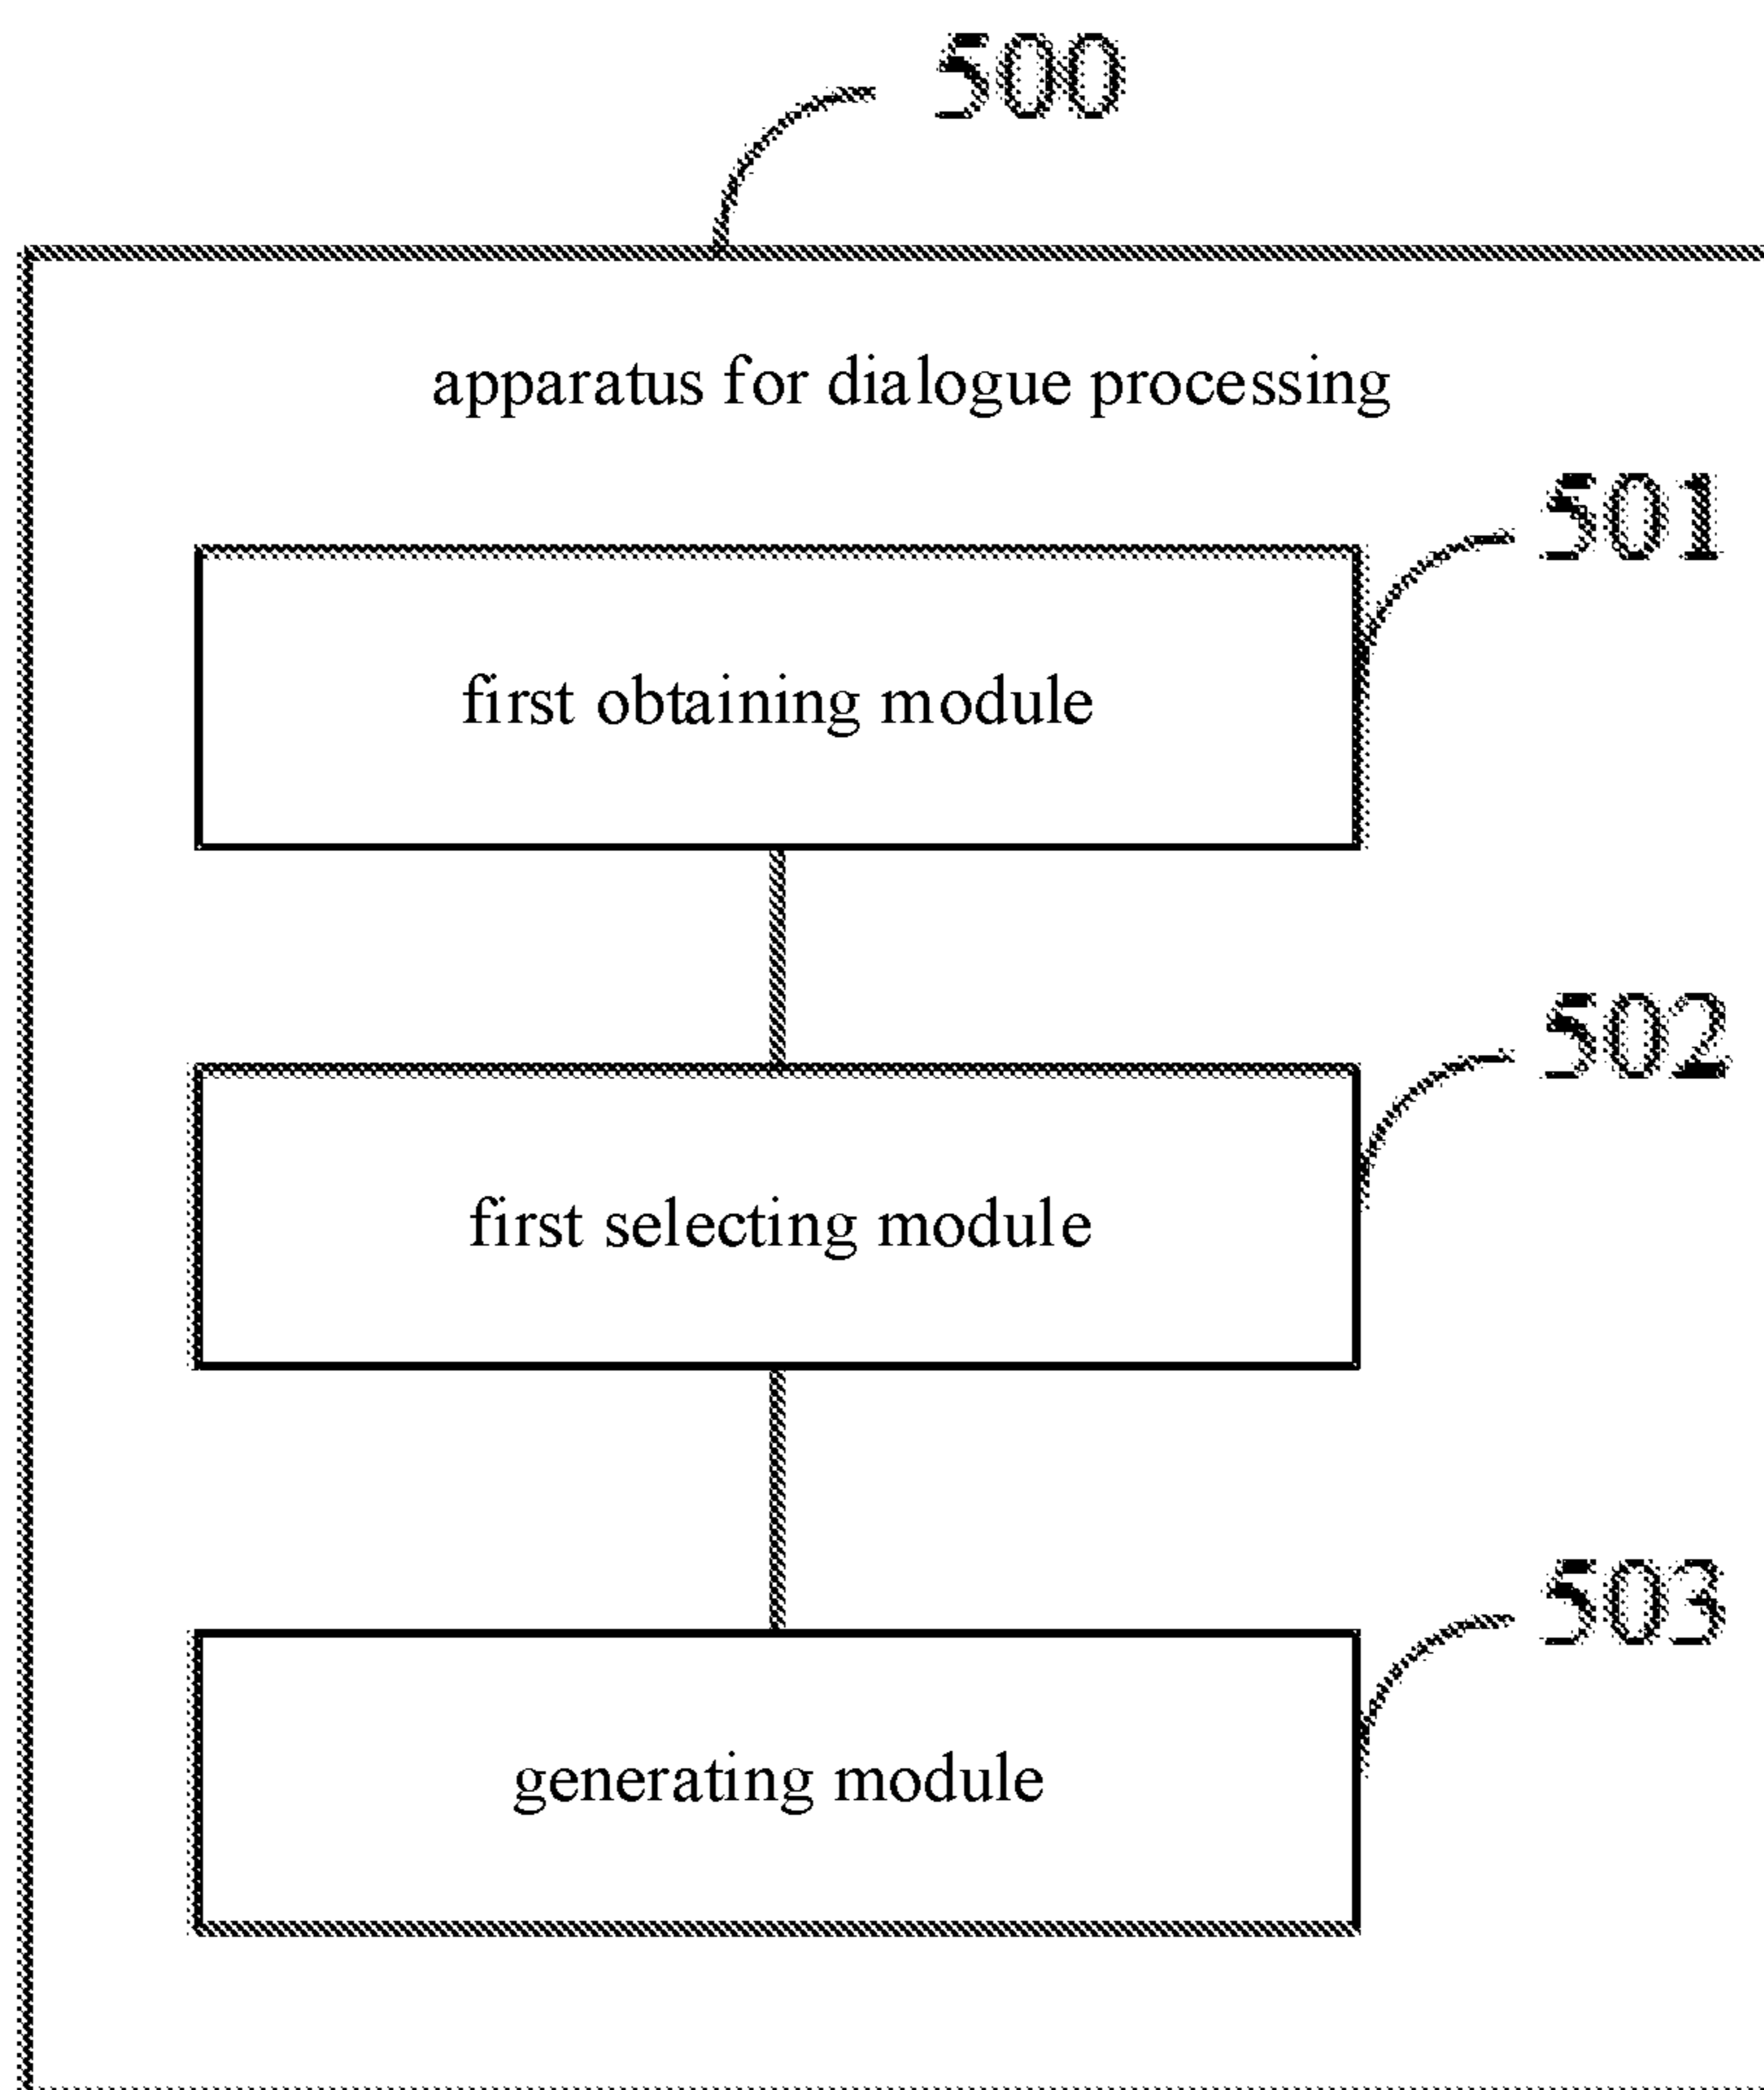 500
apparatus for dialogue processing
501
first obtaining module
502
first selecting module
503
generating module